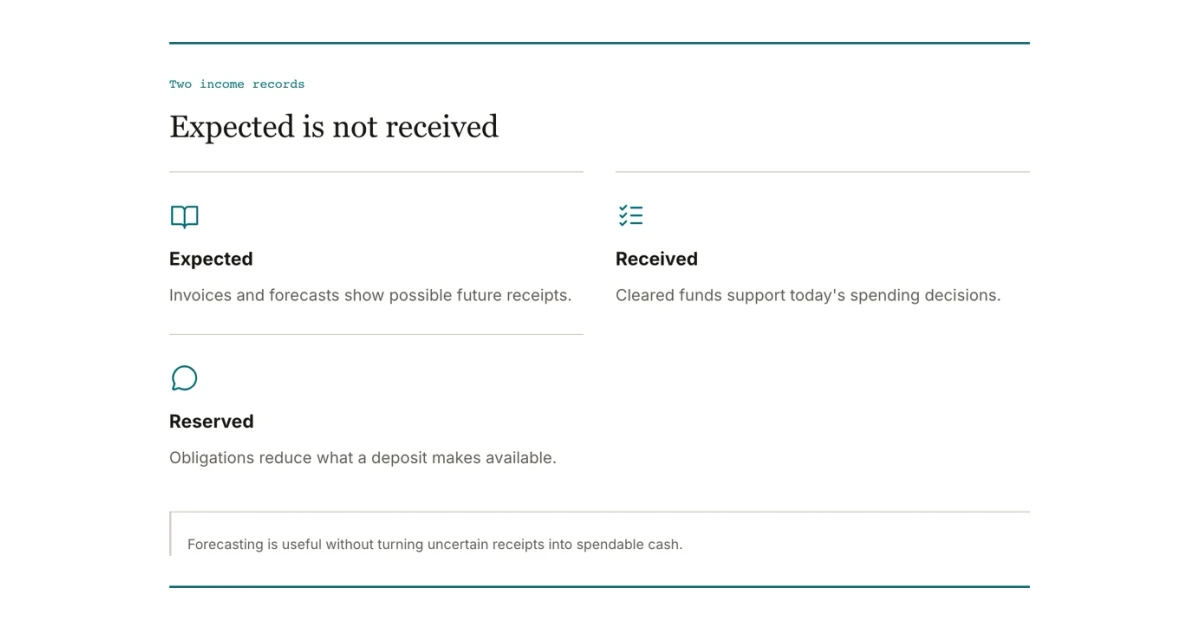 Two income records
Expected is not received
Expected
Invoices and forecasts show possible future receipts.
Received
Cleared funds support today's spending decisions.
Reserved
Obligations reduce what a deposit makes available.
Forecasting is useful without turning uncertain receipts into spendable cash.